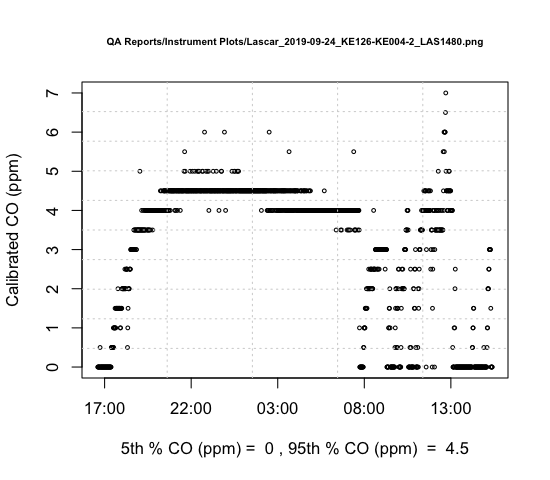 QA Reports/Instrument Plots/Lascar_2019-09-24_KE126-KE004-2_LAS1480.png
Calibrated CO (ppm)
7
6
5
4
3
2
1
0
17:00 22:00 03:00 08:00 13:00
5th % CO (ppm) = 0 , 95th % CO (ppm) = 4.5